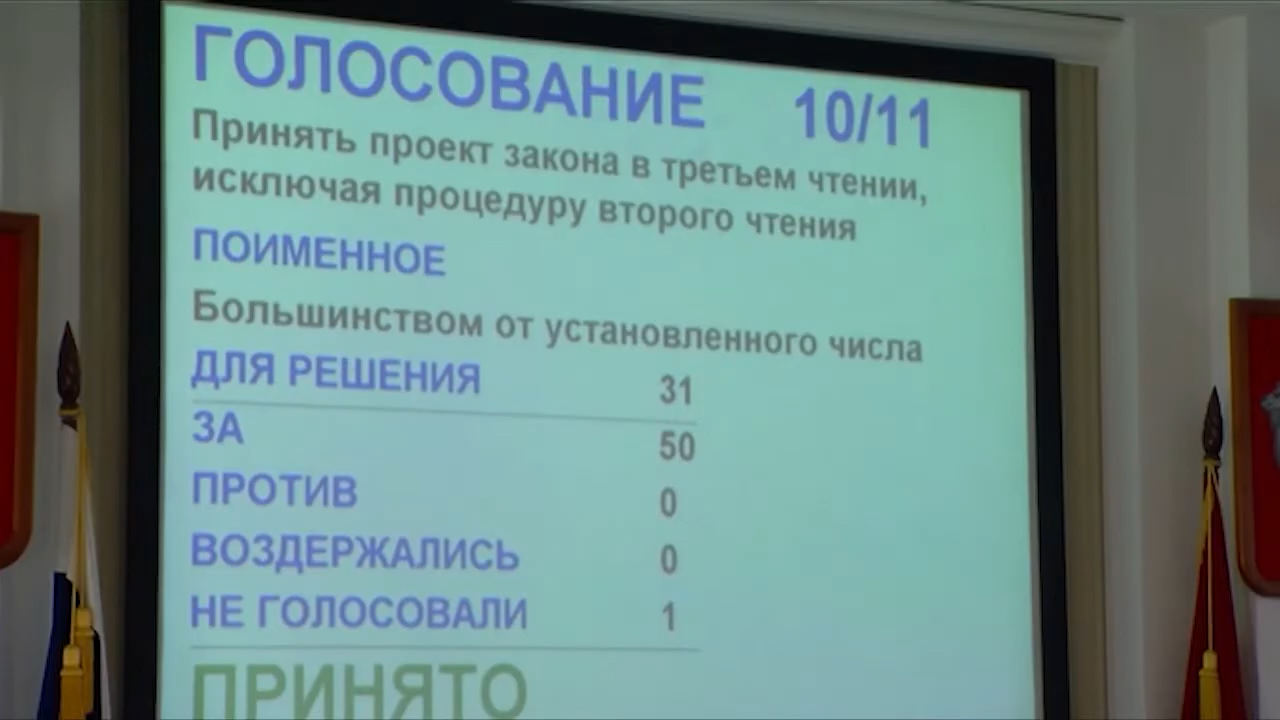 ГОЛОСОВАНИЕ 10/11
Принять проект закона в третьем чтении,
исключая процедуру второго чтения
ПОИМЕННОЕ
Большинством от установленного числа
ДЛЯ РЕШЕНИЯ 31
ЗА 50
ПРОТИВ 0
ВОЗДЕРЖАЛИСЬ 0
НЕ ГОЛОСОВАЛИ 1
ПРИНЯТО